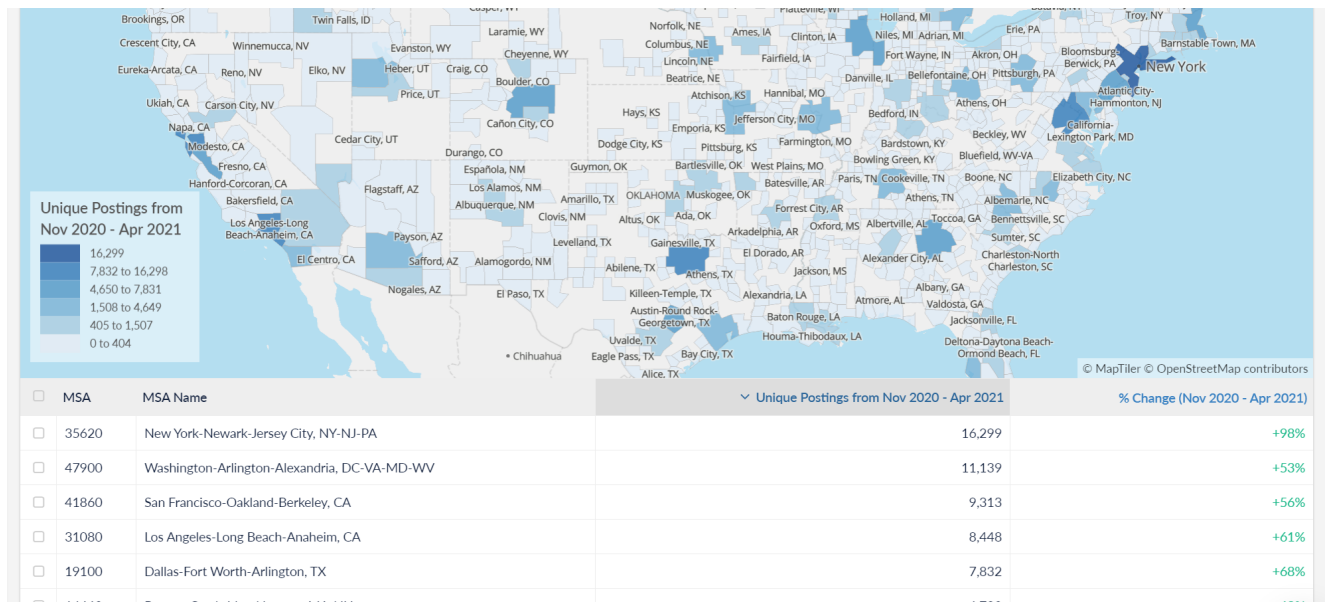 Brookings, OR
Twin Falls, ID
Holland, MI
Troy, NY
Crescent City, CA
Winnemucca, NV
Evanston, WY
Laramie, WY
Cheyenne, WY
Norfolk, NE
Columbus, NE
Ames, IA
Clinton, IA
Niles, MI
Adrian, MI
Erie, PA
Bloomsburg-
Berwick, PA
Barnstable Town, MA
Eureka-Arcata, CA
Reno, NV
Elko, NV
Heber, UT
Craig, CO
Boulder, CO
Lincoln, NE
Beatrice, NE
Fairfield, IA
Fort Wayne, IN
Akron, OH
New York
Danville, IL
Bellefontaine, OH
Pittsburgh, PA
Ukiah, CA
Carson City, NV
Price, UT
Atchison, KS
Hannibal, MO
Atlantic City-
Hammonton, NJ
Napa, CA
Cañon City, CO
Hays, KS
Emporia, KS
Jefferson City, MO
Bedford, IN
Athens, OH
California-
Lexington Park, MD
Modesto, CA
Cedar City, UT
Durango, CO
Dodge City, KS
Pittsburg, KS
Farmington, MO
Bardstown, KY
Beckley, WV
Fresno, CA
Española, NM
Guymon, OK
Bartlesville, OK
West Plains, MO
Bowling Green, KY
Bluefield, WV-VA
Hanford-Corcoran, CA
Flagstaff, AZ
Los Alamos, NM
Batesville, AR
Paris, TN
Cookeville, TN
Boone, NC
Elizabeth City, NC
Bakersfield, CA
Albuquerque, NM
Amarillo, TX
OKLAHOMA
Muskogee, OK
Forrest City, AR
Athens, TN
Albemarle, NC
Los Angeles-Long
Beach-Anaheim, CA
Clovis, NM
Altus, OK
Ada, OK
Arkadelphia, AR
Oxford, MS
Albertville, AL
Toccoa, GA
Bennettsville, SC
Payson, AZ
Levelland, TX
Gainesville, TX
Sumter, SC
El Centro, CA
Safford, AZ
Alamogordo, NM
Abilene, TX
Athens, TX
El Dorado, AR
Jackson, MS
Alexander City, AL
Charleston-North
Charleston, SC
Nogales, AZ
El Paso, TX
Killeen-Temple, TX
Alexandria, LA
Atmore, AL
Albany, GA
Valdosta, GA
Austin-Round Rock-
Georgetown, TX
Baton Rouge, LA
Jacksonville, FL
Uvalde, TX
Houma-Thibodaux, LA
Deltona-Daytona Beach-
Ormond Beach, FL
• Chihuahua
Eagle Pass, TX
Bay City, TX
Alice, TX
Unique Postings from
Nov 2020 - Apr 2021
16,299
7,832 to 16,298
4,650 to 7,831
1,508 to 4,649
405 to 1,507
0 to 404
© MapTiler © OpenStreetMap contributors
MSA MSA Name Unique Postings from Nov 2020 - Apr 2021 % Change (Nov 2020 - Apr 2021)
35620 New York-Newark-Jersey City, NY-NJ-PA 16,299 +98%
47900 Washington-Arlington-Alexandria, DC-VA-MD-WV 11,139 +53%
41860 San Francisco-Oakland-Berkeley, CA 9,313 +56%
31080 Los Angeles-Long Beach-Anaheim, CA 8,448 +61%
19100 Dallas-Fort Worth-Arlington, TX 7,832 +68%